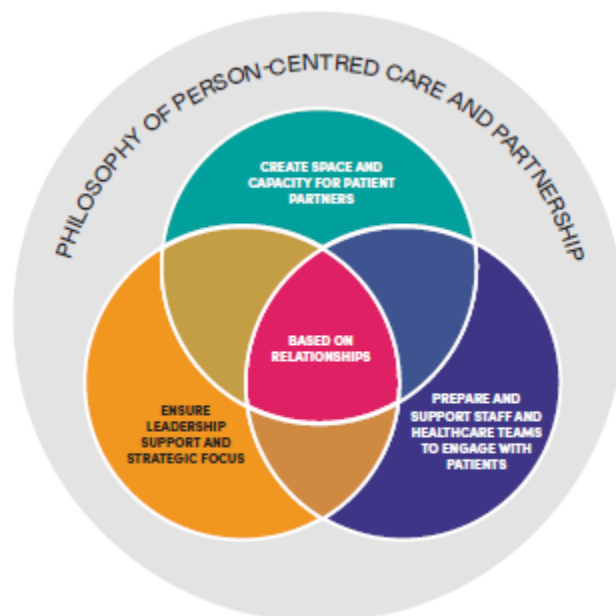 PHILOSOPHY OF PERSON-CENTRED CARE AND PARTNERSHIP
CREATE SPACE AND
CAPACITY FOR PATIENT
PARTNERS
BASED ON
RELATIONSHIPS
ENSURE
LEADERSHIP
SUPPORT AND
STRATEGIC FOCUS
PREPARE AND
SUPPORT STAFF AND
HEALTHCARE TEAMS
TO ENGAGE WITH
PATIENTS